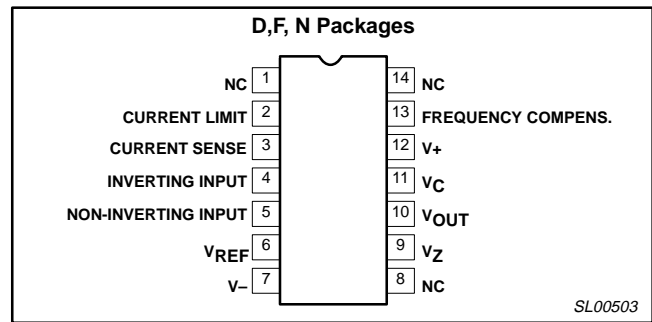 D,F, N Packages
NC 1 14 NC
CURRENT LIMIT 2 13 FREQUENCY COMPENS.
CURRENT SENSE 3 12 V+
INVERTING INPUT 4 11 VC
NON-INVERTING INPUT 5 10 VOUT
VREF 6 9 VZ
V– 7 8 NC
SL00503